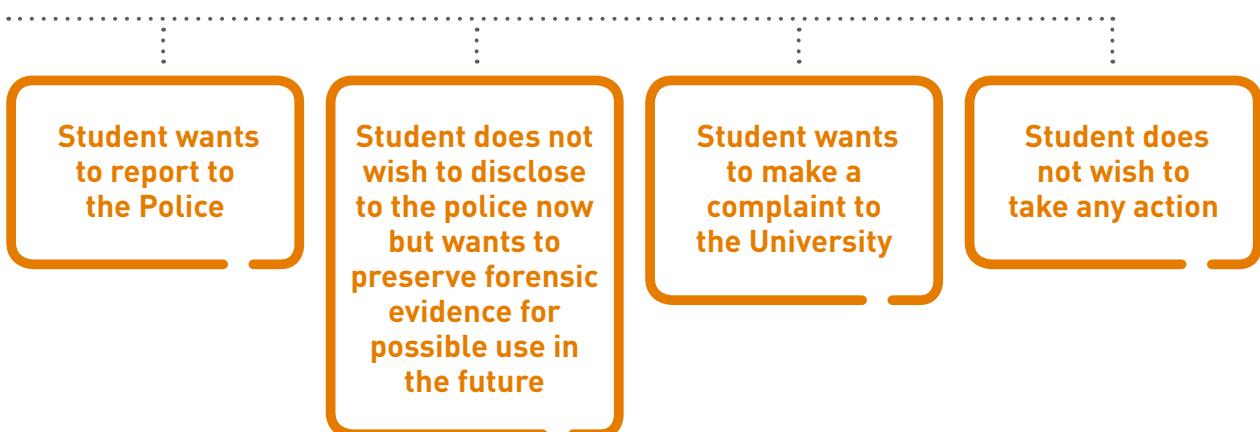 Student wants
to report to
the Police
Student does not
wish to disclose
to the police now
but wants to
preserve forensic
evidence for
possible use in
the future
Student wants
to make a
complaint to
the University
Student does
not wish to
take any action